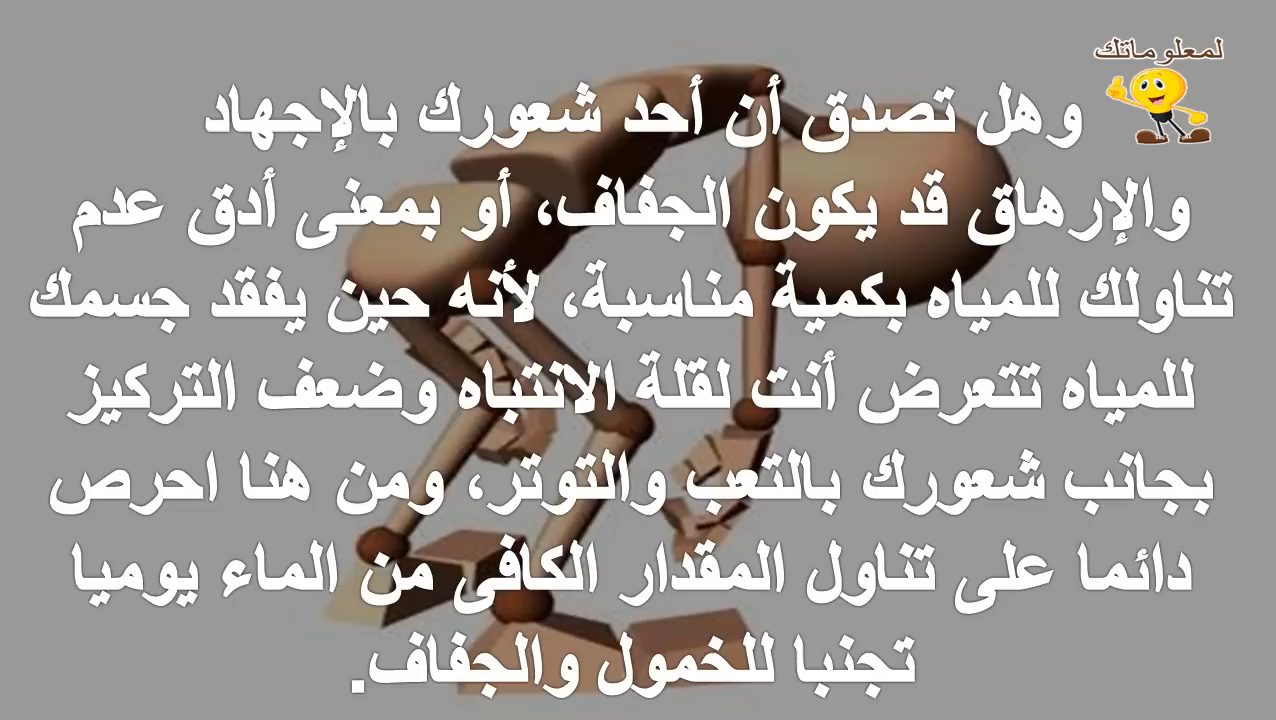 لمعلوماتك
وهل تصدق أن أحد شعورك بالإجهاد
والإرهاق قد يكون الجفاف، أو بمعنى أدق عدم
تناولك للمياه بكمية مناسبة، لأنه حين يفقد جسمك
للمياه تتعرض أنت لقلة الانتباه وضعف التركيز
بجانب شعورك بالتعب والتوتر، ومن هنا احرص
دائما على تناول المقدار الكافى من الماء يوميا
تجنبا للخمول والجفاف.